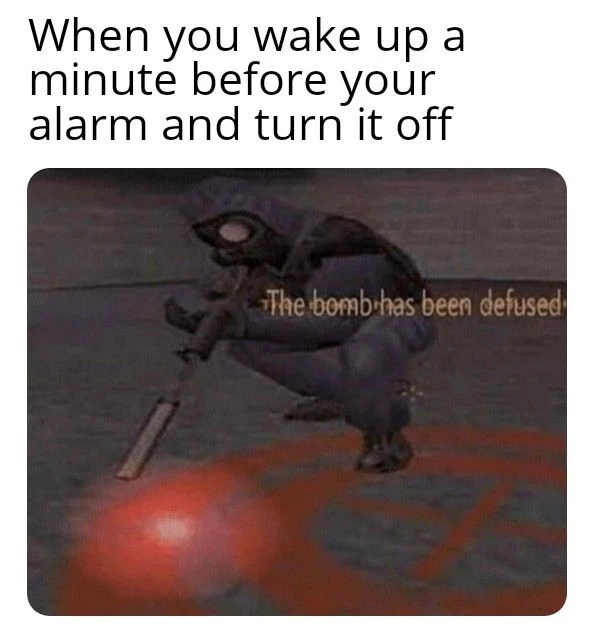 When you wake up a
minute before your
alarm and turn it off
The bomb has been defused